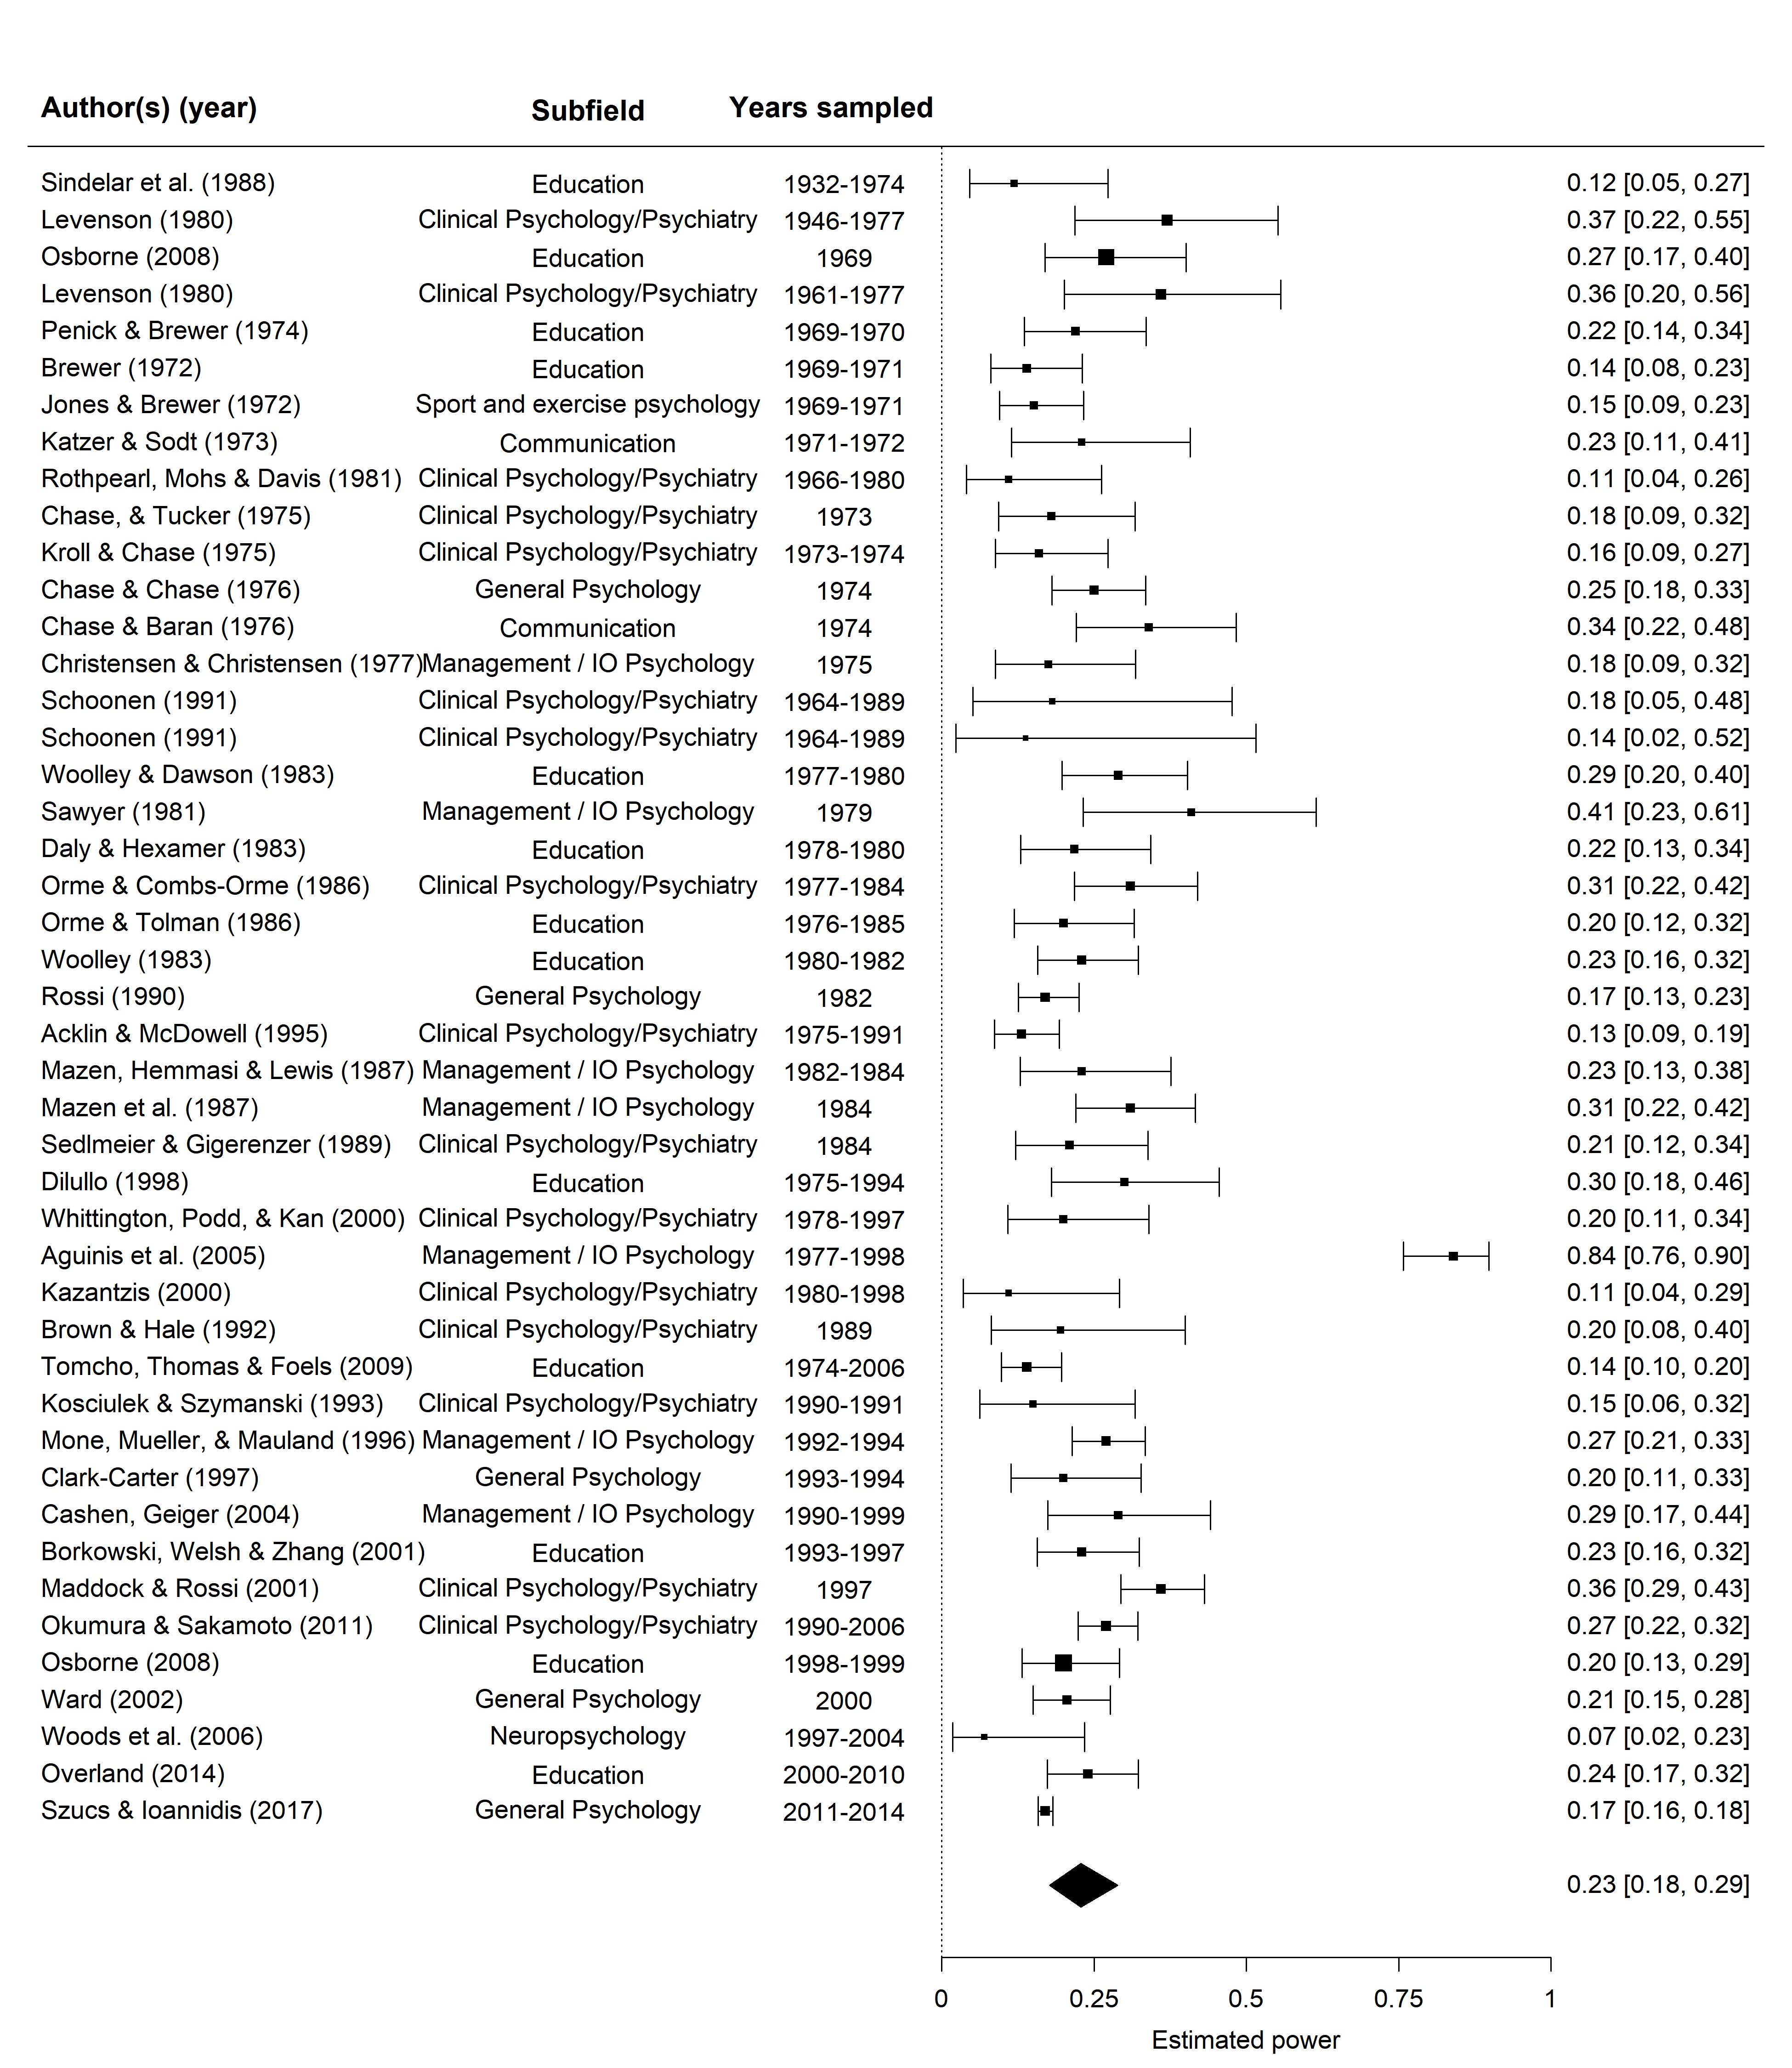 Author(s) (year) Subfield Years sampled
Sindelar et al. (1988) Education 1932-1974 0.12 [0.05, 0.27]
Levenson (1980) Clinical Psychology/Psychiatry 1946-1977 0.37 [0.22, 0.55]
Osborne (2008) Education 1969 0.27 [0.17, 0.40]
Levenson (1980) Clinical Psychology/Psychiatry 1961-1977 0.36 [0.20, 0.56]
Penick & Brewer (1974) Education 1969-1970 0.22 [0.14, 0.34]
Brewer (1972) Education 1969-1971 0.14 [0.08, 0.23]
Jones & Brewer (1972) Sport and exercise psychology 1969-1971 0.15 [0.09, 0.23]
Katzer & Sodt (1973) Communication 1971-1972 0.23 [0.11, 0.41]
Rothpearl, Mohs & Davis (1981) Clinical Psychology/Psychiatry 1966-1980 0.11 [0.04, 0.26]
Chase, & Tucker (1975) Clinical Psychology/Psychiatry 1973 0.18 [0.09, 0.32]
Kroll & Chase (1975) Clinical Psychology/Psychiatry 1973-1974 0.16 [0.09, 0.27]
Chase & Chase (1976) General Psychology 1974 0.25 [0.18, 0.33]
Chase & Baran (1976) Communication 1974 0.34 [0.22, 0.48]
Christensen & Christensen (1977) Management / IO Psychology 1975 0.18 [0.09, 0.32]
Schoonen (1991) Clinical Psychology/Psychiatry 1964-1989 0.18 [0.05, 0.48]
Schoonen (1991) Clinical Psychology/Psychiatry 1964-1989 0.14 [0.02, 0.52]
Woolley & Dawson (1983) Education 1977-1980 0.29 [0.20, 0.40]
Sawyer (1981) Management / IO Psychology 1979 0.41 [0.23, 0.61]
Daly & Hexamer (1983) Education 1978-1980 0.22 [0.13, 0.34]
Orme & Combs-Orme (1986) Clinical Psychology/Psychiatry 1977-1984 0.31 [0.22, 0.42]
Orme & Tolman (1986) Education 1976-1985 0.20 [0.12, 0.32]
Woolley (1983) Education 1980-1982 0.23 [0.16, 0.32]
Rossi (1990) General Psychology 1982 0.17 [0.13, 0.23]
Acklin & McDowell (1995) Clinical Psychology/Psychiatry 1975-1991 0.13 [0.09, 0.19]
Mazen, Hemmasi & Lewis (1987) Management / IO Psychology 1982-1984 0.23 [0.13, 0.38]
Mazen et al. (1987) Management / IO Psychology 1984 0.31 [0.22, 0.42]
Sedlmeier & Gigerenzer (1989) Clinical Psychology/Psychiatry 1984 0.21 [0.12, 0.34]
Dilullo (1998) Education 1975-1994 0.30 [0.18, 0.46]
Whittington, Podd, & Kan (2000) Clinical Psychology/Psychiatry 1978-1997 0.20 [0.11, 0.34]
Aguinis et al. (2005) Management / IO Psychology 1977-1998 0.84 [0.76, 0.90]
Kazantzis (2000) Clinical Psychology/Psychiatry 1980-1998 0.11 [0.04, 0.29]
Brown & Hale (1992) Clinical Psychology/Psychiatry 1989 0.20 [0.08, 0.40]
Tomcho, Thomas & Foels (2009) Education 1974-2006 0.14 [0.10, 0.20]
Kosciulek & Szymanski (1993) Clinical Psychology/Psychiatry 1990-1991 0.15 [0.06, 0.32]
Mone, Mueller, & Mauland (1996) Management / IO Psychology 1992-1994 0.27 [0.21, 0.33]
Clark-Carter (1997) General Psychology 1993-1994 0.20 [0.11, 0.33]
Cashen, Geiger (2004) Management / IO Psychology 1990-1999 0.29 [0.17, 0.44]
Borkowski, Welsh & Zhang (2001) Education 1993-1997 0.23 [0.16, 0.32]
Maddock & Rossi (2001) Clinical Psychology/Psychiatry 1997 0.36 [0.29, 0.43]
Okumura & Sakamoto (2011) Clinical Psychology/Psychiatry 1990-2006 0.27 [0.22, 0.32]
Osborne (2008) Education 1998-1999 0.20 [0.13, 0.29]
Ward (2002) General Psychology 2000 0.21 [0.15, 0.28]
Woods et al. (2006) Neuropsychology 1997-2004 0.07 [0.02, 0.23]
Overland (2014) Education 2000-2010 0.24 [0.17, 0.32]
Szucs & Ioannidis (2017) General Psychology 2011-2014 0.17 [0.16, 0.18]
0.23 [0.18, 0.29]
0 0.25 0.5 0.75 1
Estimated power